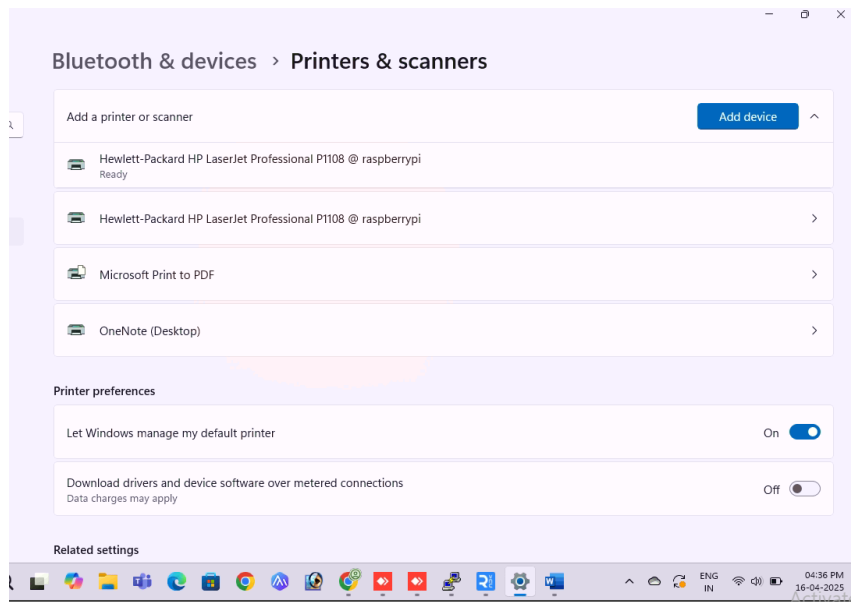 Bluetooth & devices > Printers & scanners
Add a printer or scanner
Add device
Hewlett-Packard HP LaserJet Professional P1108 @ raspberrypi
Ready
Hewlett-Packard HP LaserJet Professional P1108 @ raspberrypi
Microsoft Print to PDF
OneNote (Desktop)
Printer preferences
Let Windows manage my default printer
On
Download drivers and device software over metered connections
Data charges may apply
Off
Related settings
ENG
IN
04:36 PM
16-04-2025
Activat